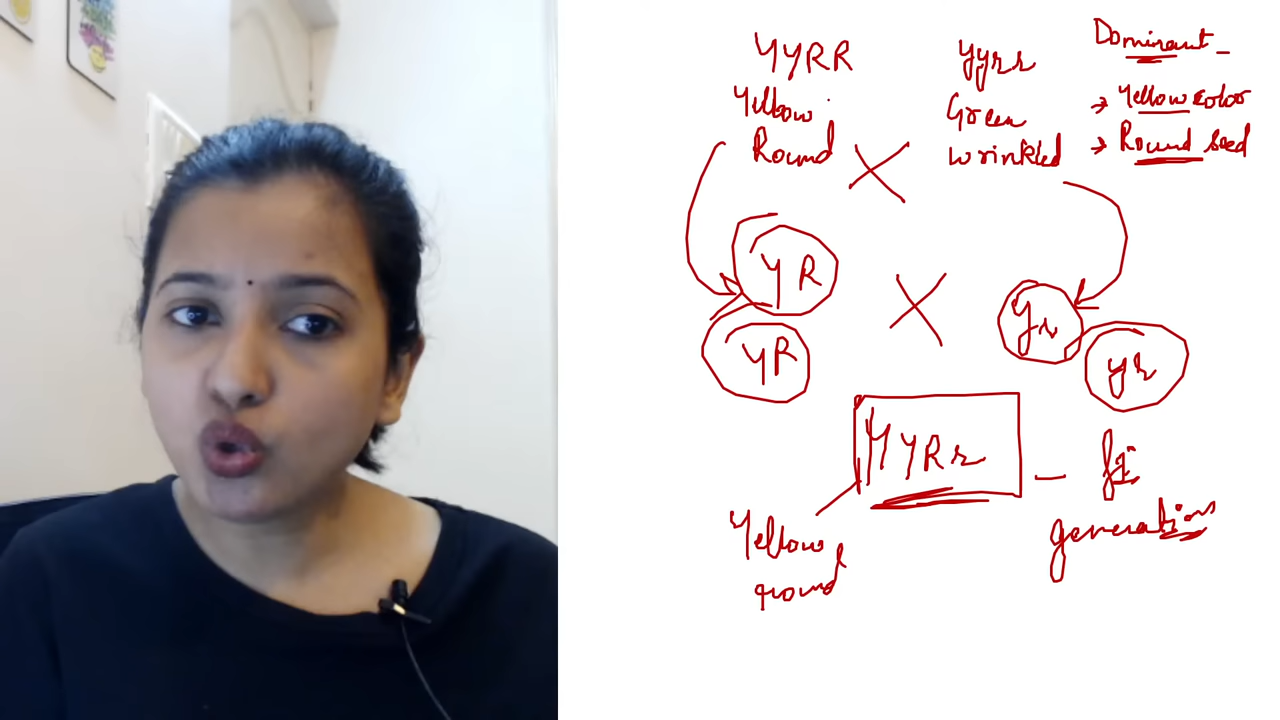 YYRR
Yellow
Round
yyrr
Green
wrinkled
Dominant -
→ Yellow color
→ Round seed
YR
yr
YR
yr
YyRr - f1
generations
Yellow
round